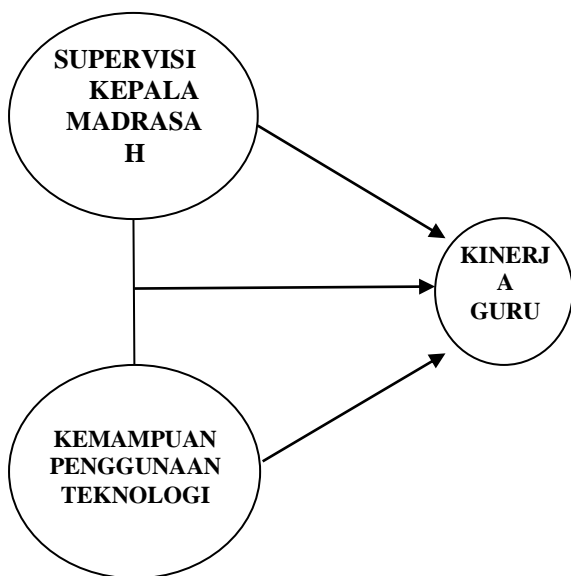 SUPERVISI
KEPALA
MADRASA
H
KINERJ
A
GURU
KEMAMPUAN
PENGGUNAAN
TEKNOLOGI